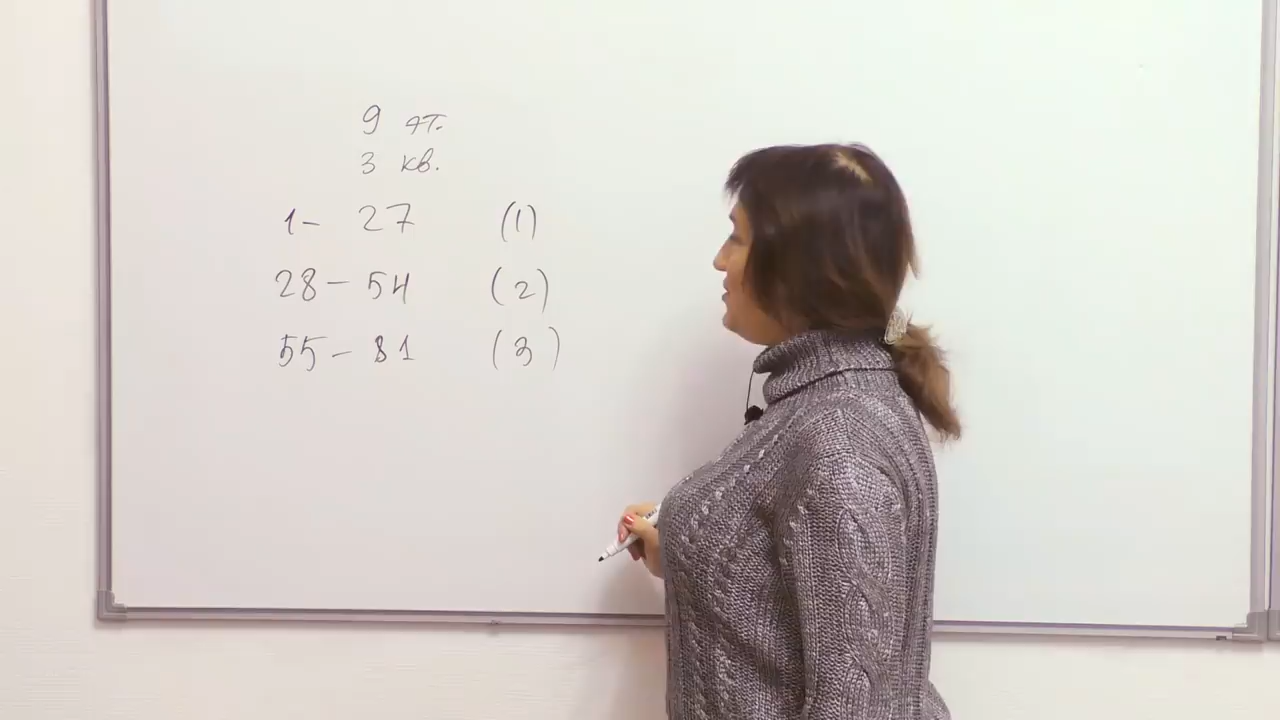 9 эт.
3 кв.
1 - 27 (1)
28 - 54 (2)
55 - 81 (3)